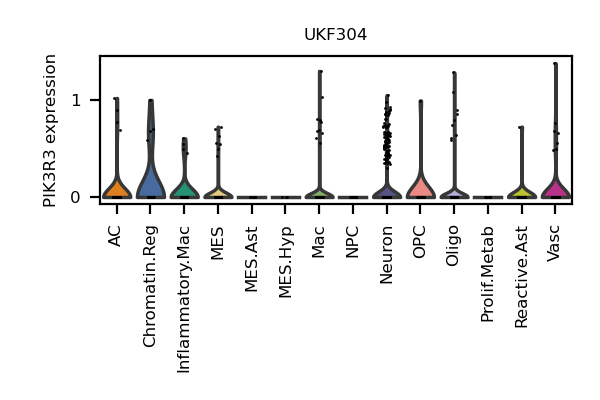 UKF304
PIK3R3 expression
1
0
AC
Chromatin.Reg
Inflammatory.Mac
MES
MES.Ast
MES.Hyp
Mac
NPC
Neuron
OPC
Oligo
Prolif.Metab
Reactive.Ast
Vasc